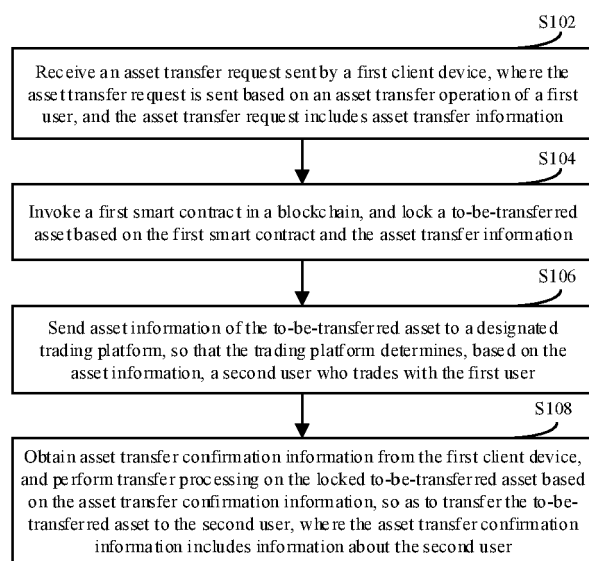 S102
Receive an asset transfer request sent by a first client device, where the
asset transfer request is sent based on an asset transfer operation of a first
user, and the asset transfer request includes asset transfer information
S104
Invoke a first smart contract in a blockchain, and lock a to-be-transferred
asset based on the first smart contract and the asset transfer information
S106
Send asset information of the to-be-transferred asset to a designated
trading platform, so that the trading platform determines, based on the
asset information, a second user who trades with the first user
S108
Obtain asset transfer confirmation information from the first client device,
and perform transfer processing on the locked to-be-transferred asset based
on the asset transfer confirmation information, so as to transfer the to-be-
transferred asset to the second user, where the asset transfer confirmation
information includes information about the second user